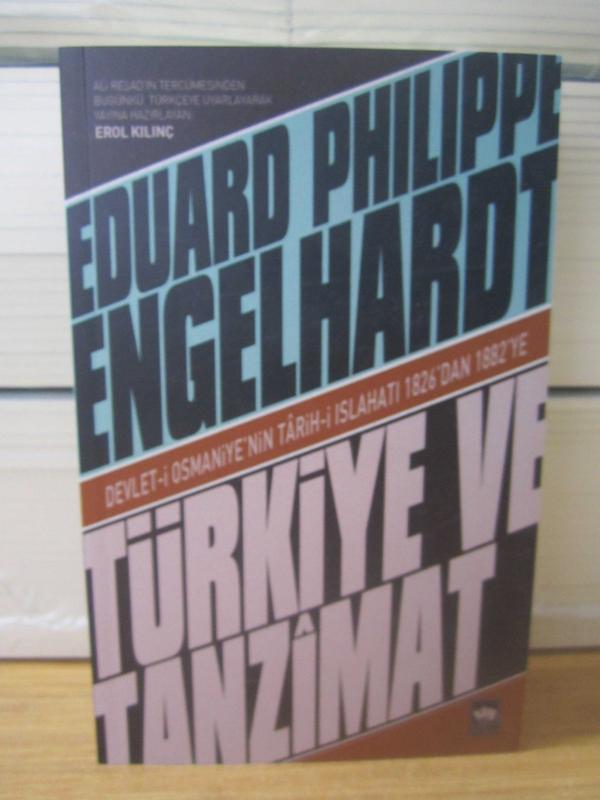 ALİ REŞAD'IN TERCÜMESİNDEN
BUGÜNKÜ TÜRKÇEYE UYARLAYARAK
YAYINA HAZIRLAYAN:
EROL KILINÇ
EDUARD PHILIPPE
ENGELHARDT
DEVLET-İ OSMANİYE'NİN TÂRİH-İ ISLAHATI 1826'DAN 1882'YE
TÜRKİYE VE
TANZÎMAT